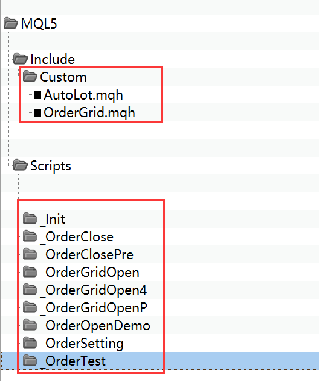 MQL5
Include
Custom
AutoLot.mqh
OrderGrid.mqh
Scripts
_Init
_OrderClose
_OrderClosePre
_OrderGridOpen
_OrderGridOpen4
_OrderGridOpenP
_OrderOpenDemo
_OrderSetting
_OrderTest